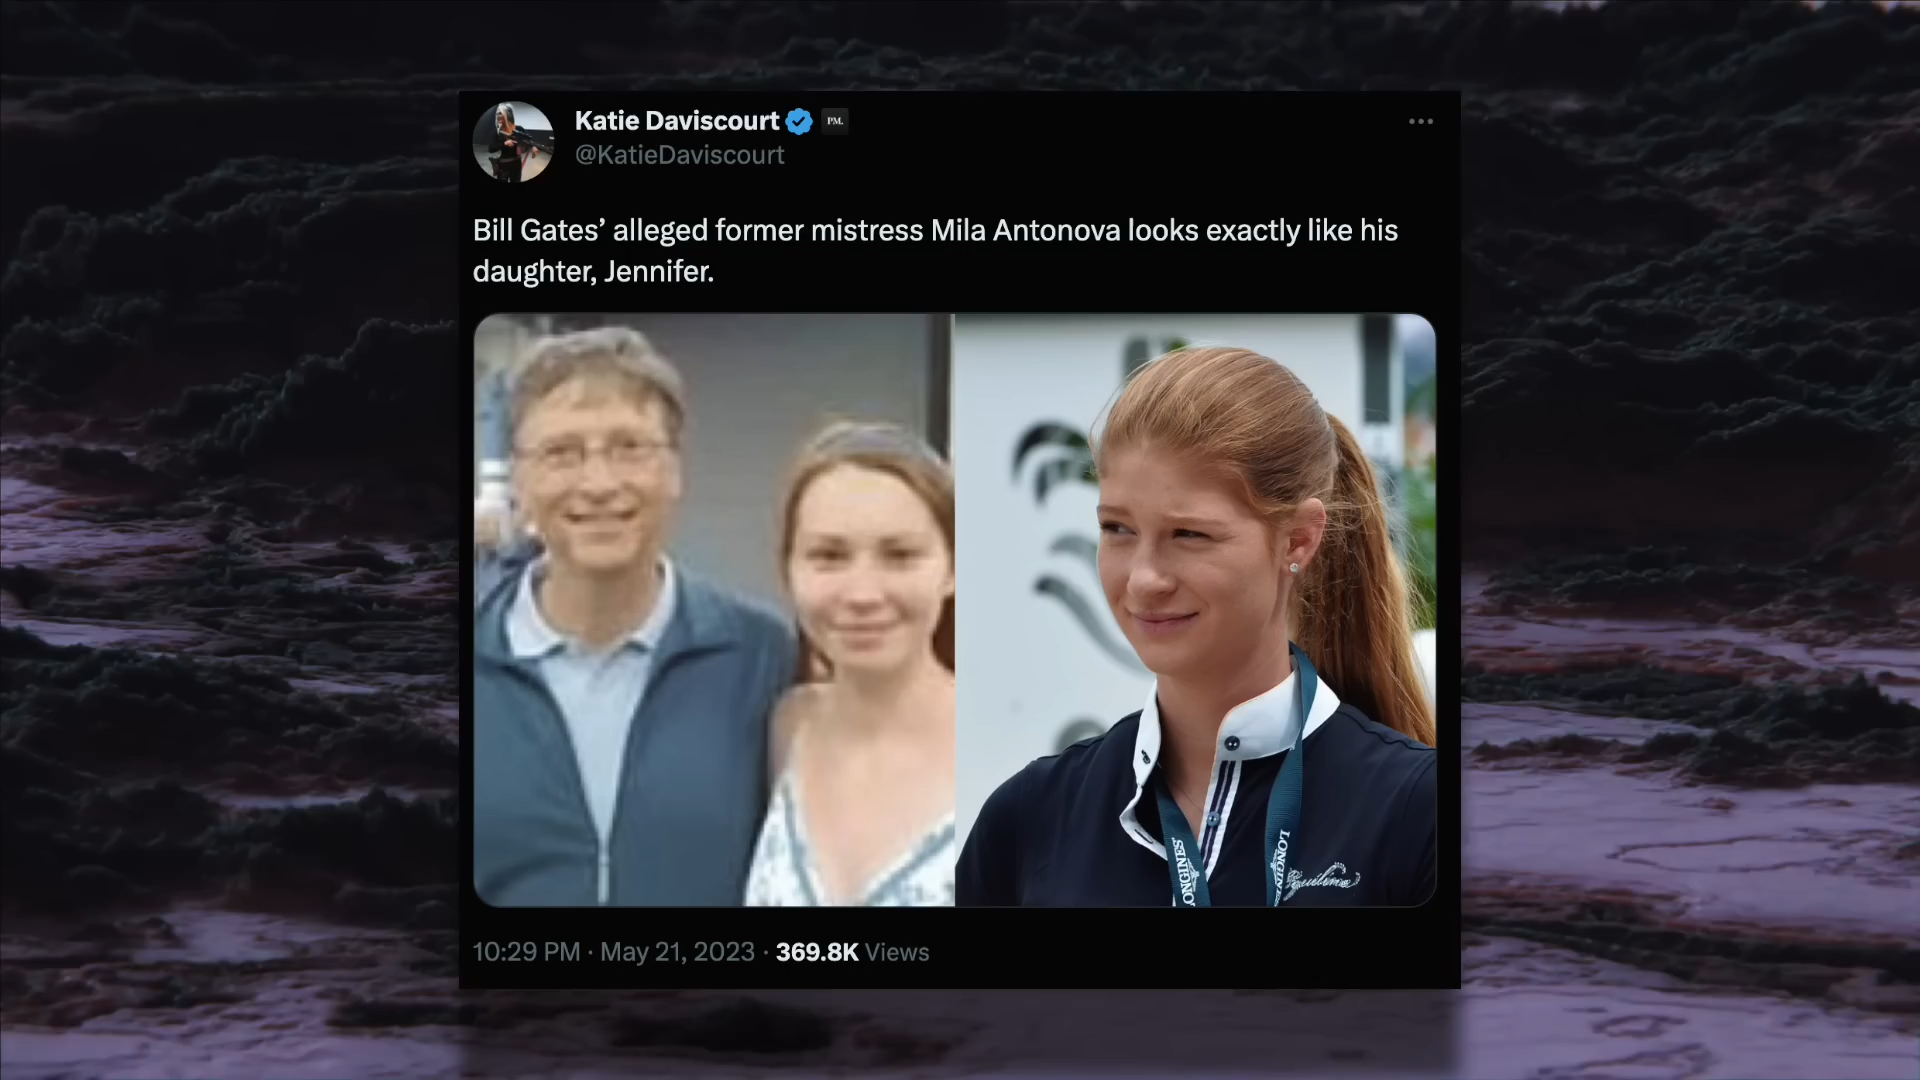 Katie Daviscourt PM.
@KatieDaviscourt
Bill Gates’ alleged former mistress Mila Antonova looks exactly like his
daughter, Jennifer.
LONGINES
LONGINES
10:29 PM · May 21, 2023 · 369.8K Views